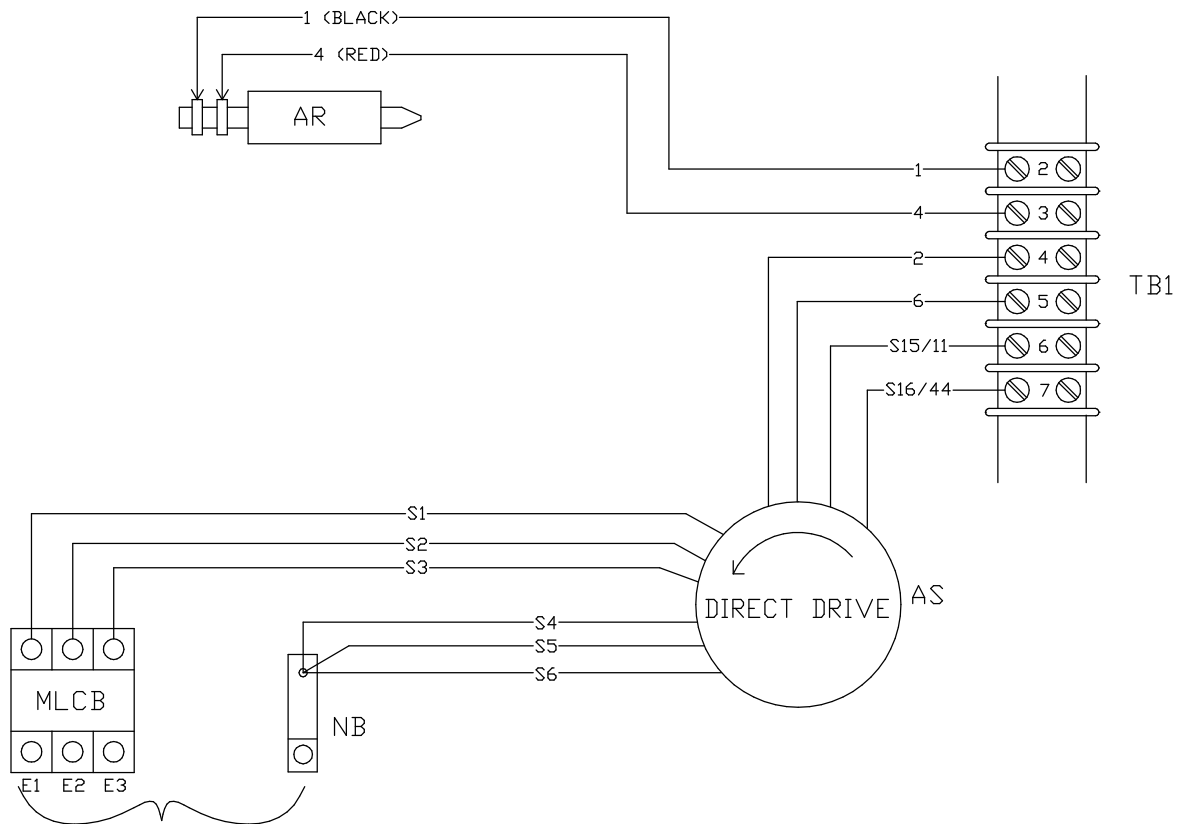 1 (BLACK)
4 (RED)
AR
1
2
4
3
2
4
TB1
6
5
S15/11
6
S16/44
7
S1
S2
S3
AS
DIRECT DRIVE
S4
S5
S6
MLCB
NB
E1 E2 E3